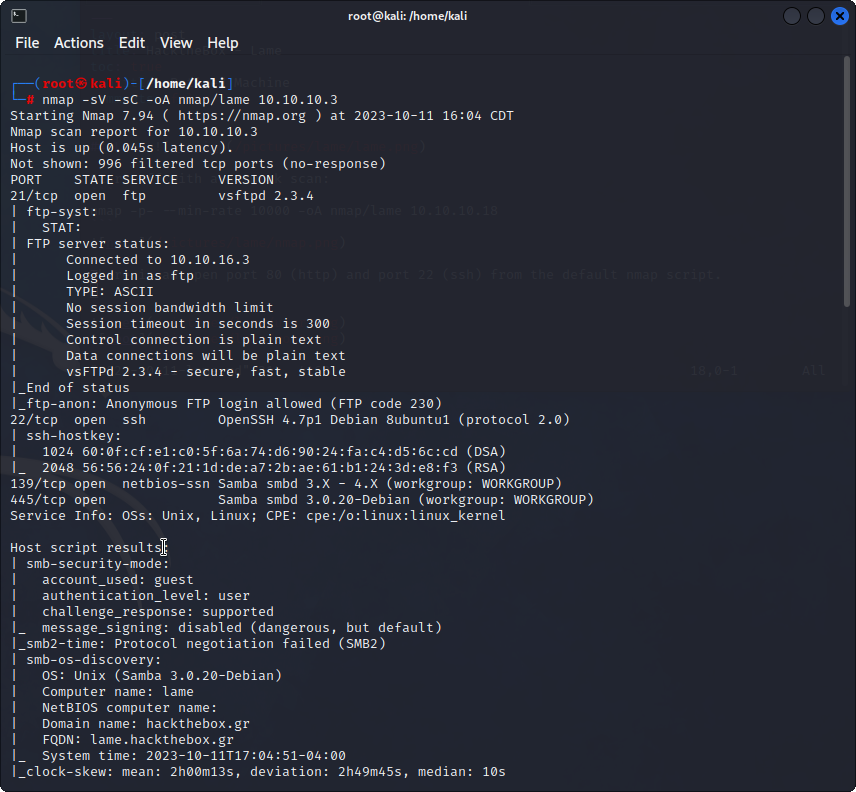 root@kali: /home/kali
File Actions Edit View Help
┌──(root㉿kali)-[/home/kali]
└─# nmap -sV -sC -oA nmap/lame 10.10.10.3
Starting Nmap 7.94 ( https://nmap.org ) at 2023-10-11 16:04 CDT
Nmap scan report for 10.10.10.3
Host is up (0.045s latency).
Not shown: 996 filtered tcp ports (no-response)
PORT    STATE SERVICE     VERSION
21/tcp  open  ftp         vsftpd 2.3.4
| ftp-syst:
|   STAT:
| FTP server status:
|      Connected to 10.10.16.3
|      Logged in as ftp
|      TYPE: ASCII
|      No session bandwidth limit
|      Session timeout in seconds is 300
|      Control connection is plain text
|      Data connections will be plain text
|      vsFTPd 2.3.4 - secure, fast, stable
|_End of status
|_ftp-anon: Anonymous FTP login allowed (FTP code 230)
22/tcp  open  ssh         OpenSSH 4.7p1 Debian 8ubuntu1 (protocol 2.0)
| ssh-hostkey:
|   1024 60:0f:cf:e1:c0:5f:6a:74:d6:90:24:fa:c4:d5:6c:cd (DSA)
|_  2048 56:56:24:0f:21:1d:de:a7:2b:ae:61:b1:24:3d:e8:f3 (RSA)
139/tcp open  netbios-ssn Samba smbd 3.X - 4.X (workgroup: WORKGROUP)
445/tcp open              Samba smbd 3.0.20-Debian (workgroup: WORKGROUP)
Service Info: OSs: Unix, Linux; CPE: cpe:/o:linux:linux_kernel
Host script results:
| smb-security-mode:
|   account_used: guest
|   authentication_level: user
|   challenge_response: supported
|_  message_signing: disabled (dangerous, but default)
|_smb2-time: Protocol negotiation failed (SMB2)
| smb-os-discovery:
|   OS: Unix (Samba 3.0.20-Debian)
|   Computer name: lame
|   NetBIOS computer name:
|   Domain name: hackthebox.gr
|   FQDN: lame.hackthebox.gr
|_  System time: 2023-10-11T17:04:51-04:00
|_clock-skew: mean: 2h00m13s, deviation: 2h49m45s, median: 10s